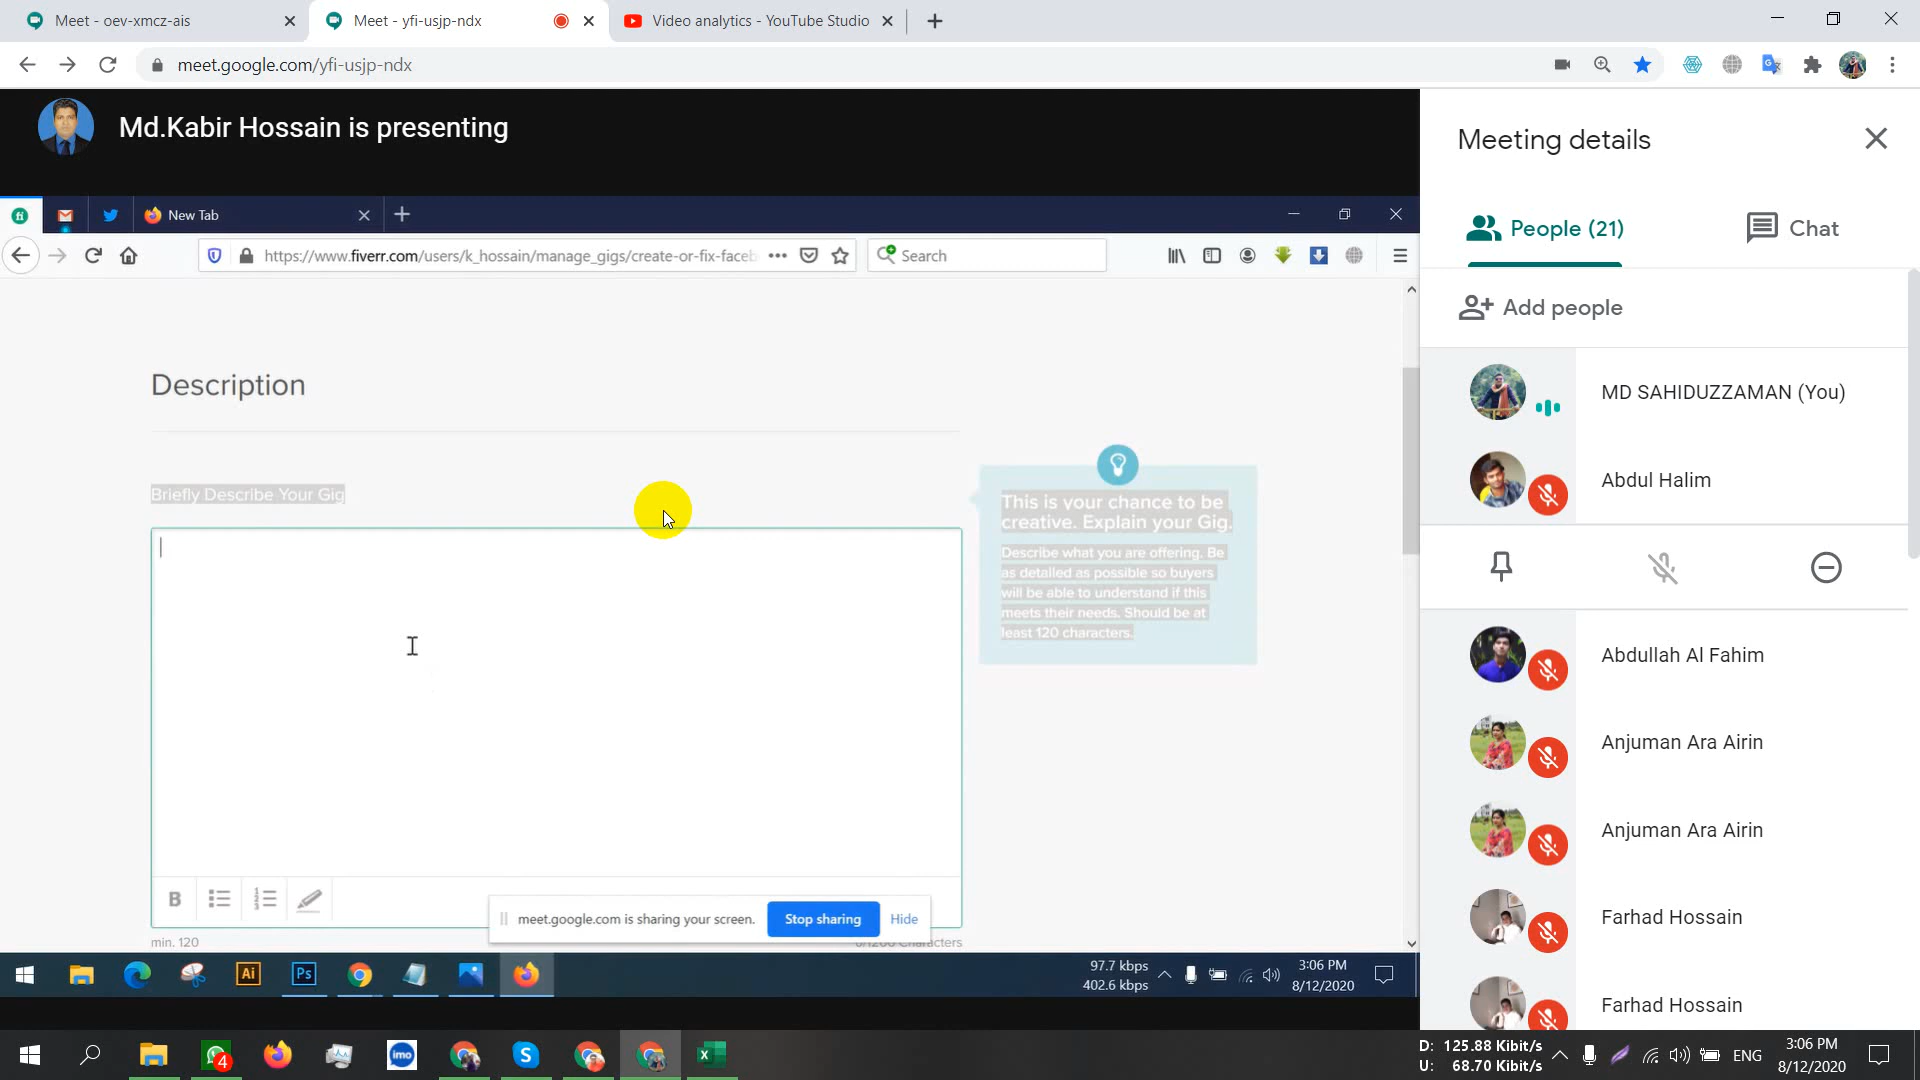 Meet - oev-xmcz-ais
Meet - yfi-usjp-ndx
Video analytics - YouTube Studio
meet.google.com/yfi-usjp-ndx
Md.Kabir Hossain is presenting
New Tab
https://www.fiverr.com/users/k_hossain/manage_gigs/create-or-fix-faceb
Search
Description
Briefly Describe Your Gig
This is your chance to be
creative. Explain your Gig.
Describe what you are offering. Be
as detailed as possible so buyers
will be able to understand if this
meets their needs. Should be at
least 120 characters.
B
meet.google.com is sharing your screen.
Stop sharing
Hide
min. 120
Characters
Ai
Ps
97.7 kbps
402.6 kbps
3:06 PM
8/12/2020
Meeting details
People (21)
Chat
Add people
MD SAHIDUZZAMAN (You)
Abdul Halim
Abdullah Al Fahim
Anjuman Ara Airin
Anjuman Ara Airin
Farhad Hossain
Farhad Hossain
4
imo
D: 125.88 Kibit/s
U: 68.70 Kibit/s
ENG
3:06 PM
8/12/2020